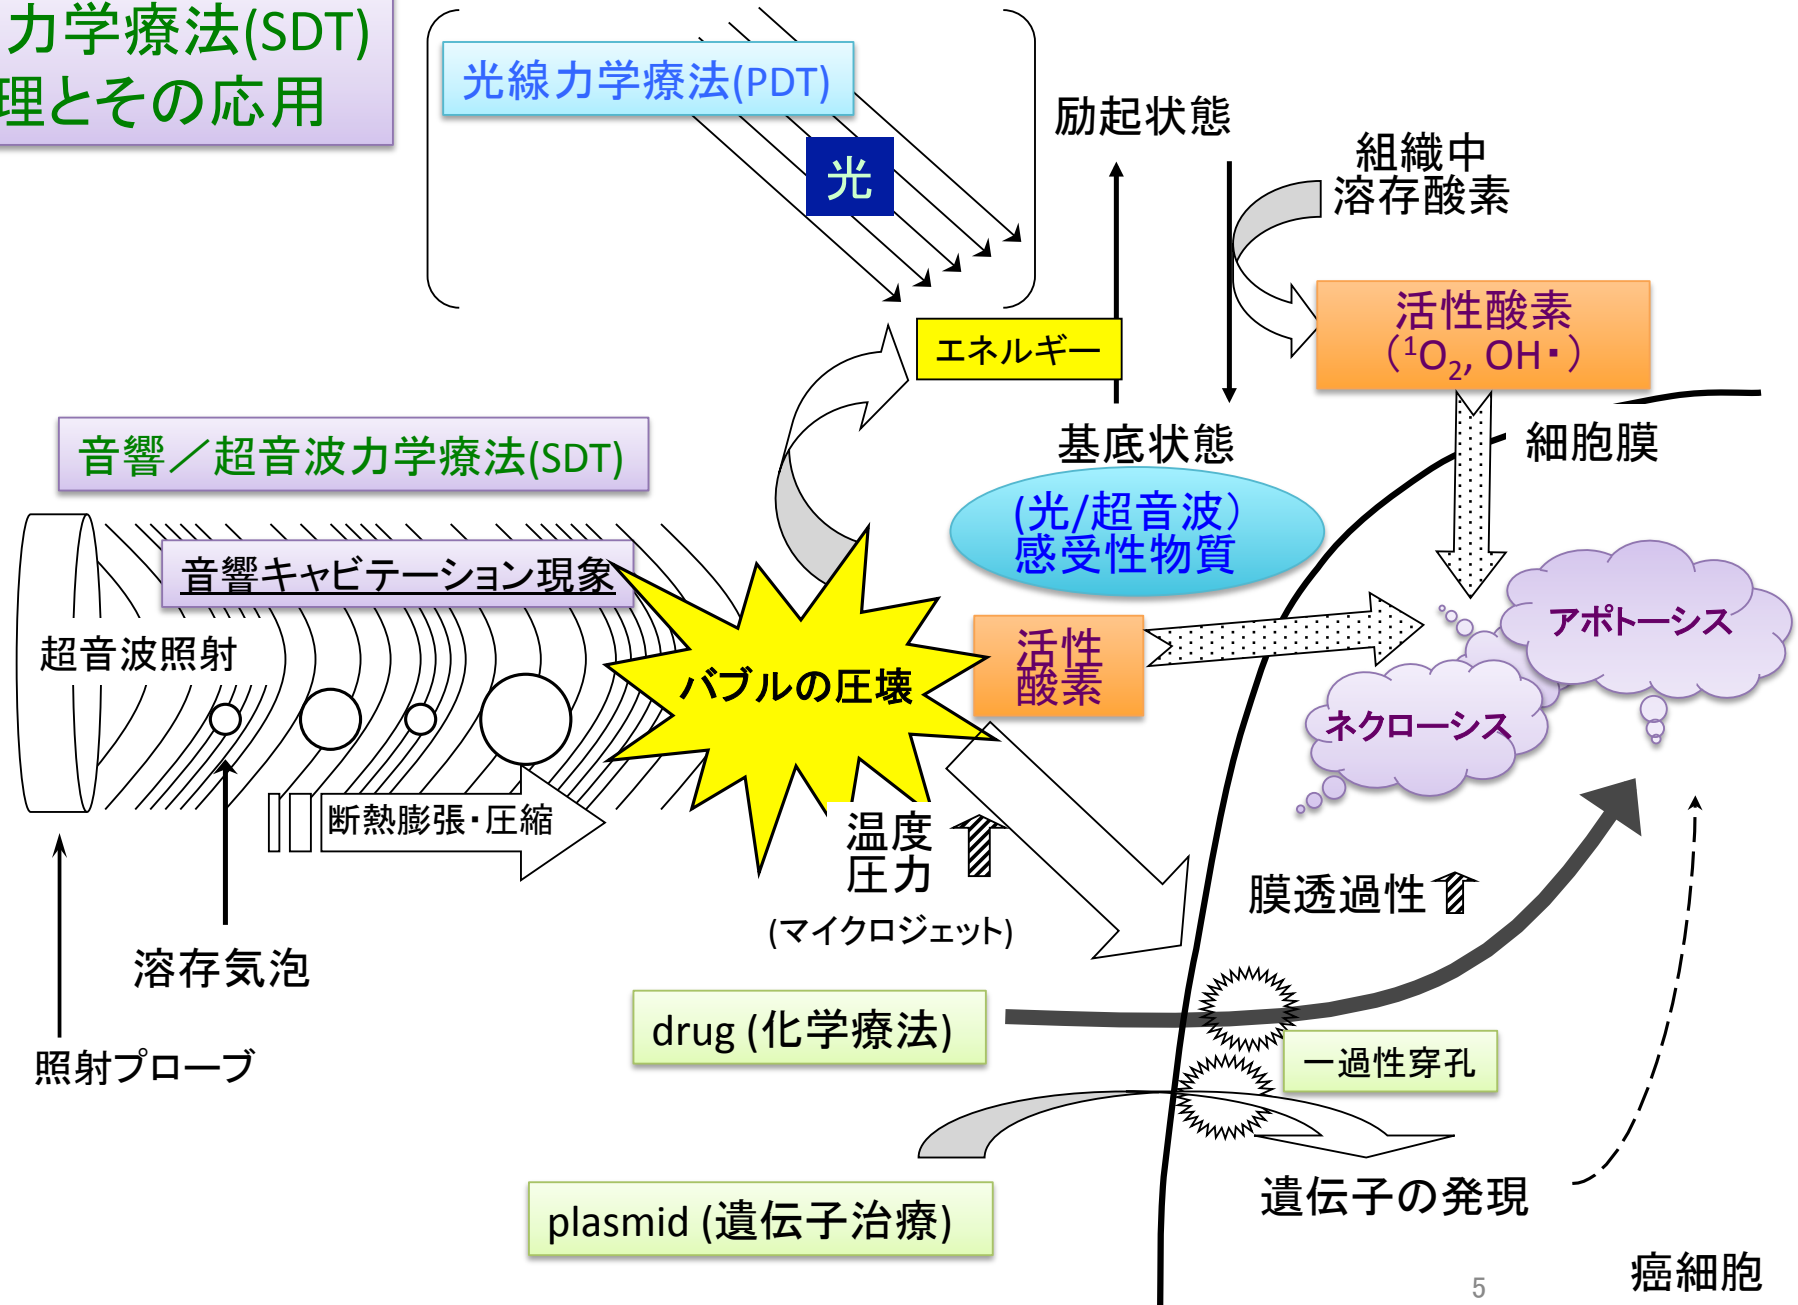 力学療法(SDT)
理とその応用
光線力学療法(PDT)
光
励起状態
組織中
溶存酸素
活性酸素
（¹O₂, OH・）
エネルギー
基底状態
細胞膜
音響／超音波力学療法(SDT)
(光/超音波）
感受性物質
音響キャビテーション現象
超音波照射
バブルの圧壊
活性
酸素
アポトーシス
ネクローシス
断熱膨張・圧縮
温度
圧力
(マイクロジェット)
膜透過性
溶存気泡
照射プローブ
drug (化学療法)
一過性穿孔
plasmid (遺伝子治療)
遺伝子の発現
癌細胞
5